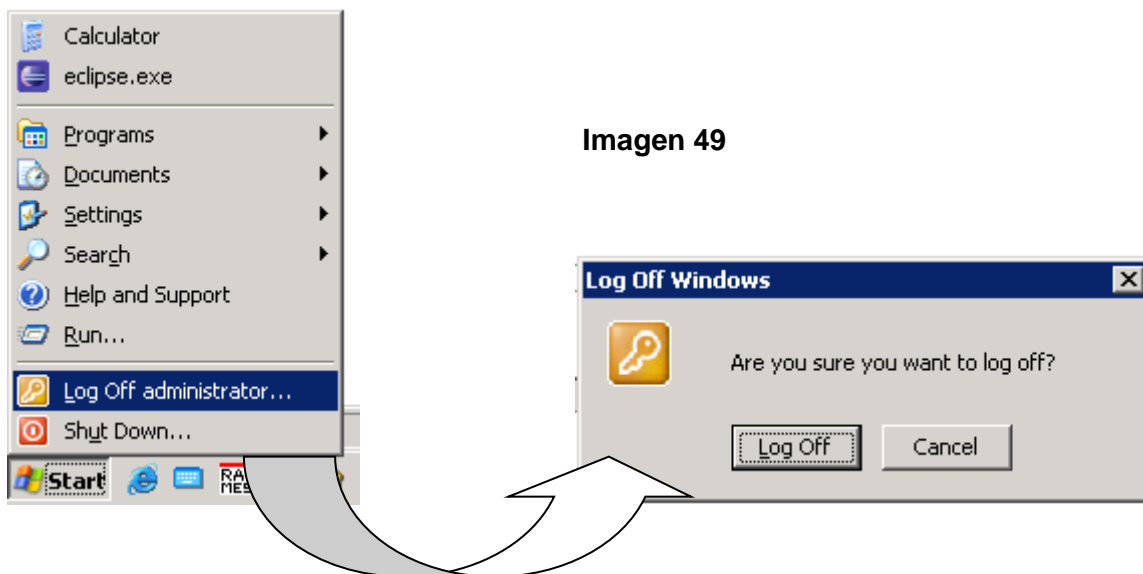 Calculator
eclipse.exe
Programs
Documents
Settings
Search
Help and Support
Run...
Log Off administrator...
Shut Down...
Start
Imagen 49
Log Off Windows
Are you sure you want to log off?
Log Off Cancel